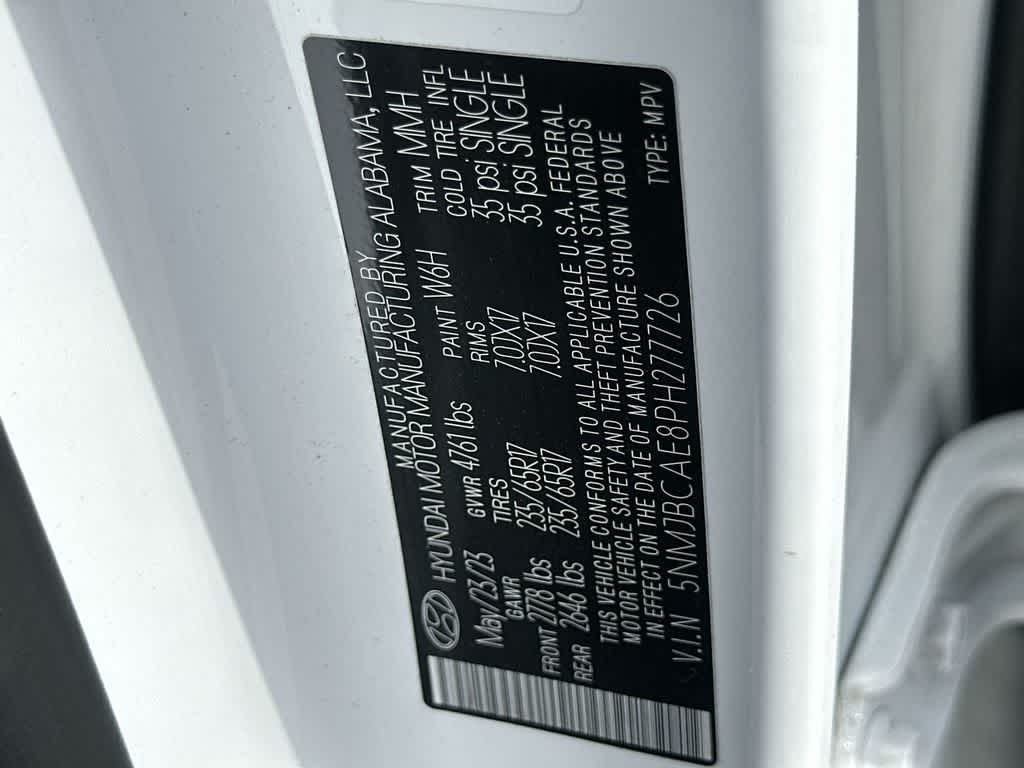 MANUFACTURED BY
HYUNDAI MOTOR MANUFACTURING ALABAMA, LLC
May/23/23 GVWR 4761 lbs PAINT W6H TRIM MMH
GAWR TIRES RIMS COLD TIRE INFL
FRONT 2778 lbs 235/65R17 7.0JX17 35 psi SINGLE
REAR 2646 lbs 235/65R17 7.0JX17 35 psi SINGLE
THIS VEHICLE CONFORMS TO ALL APPLICABLE U.S.A. FEDERAL
MOTOR VEHICLE SAFETY AND THEFT PREVENTION STANDARDS
IN EFFECT ON THE DATE OF MANUFACTURE SHOWN ABOVE
V.I.N 5NMJBCAE8PH277726 TYPE: MPV